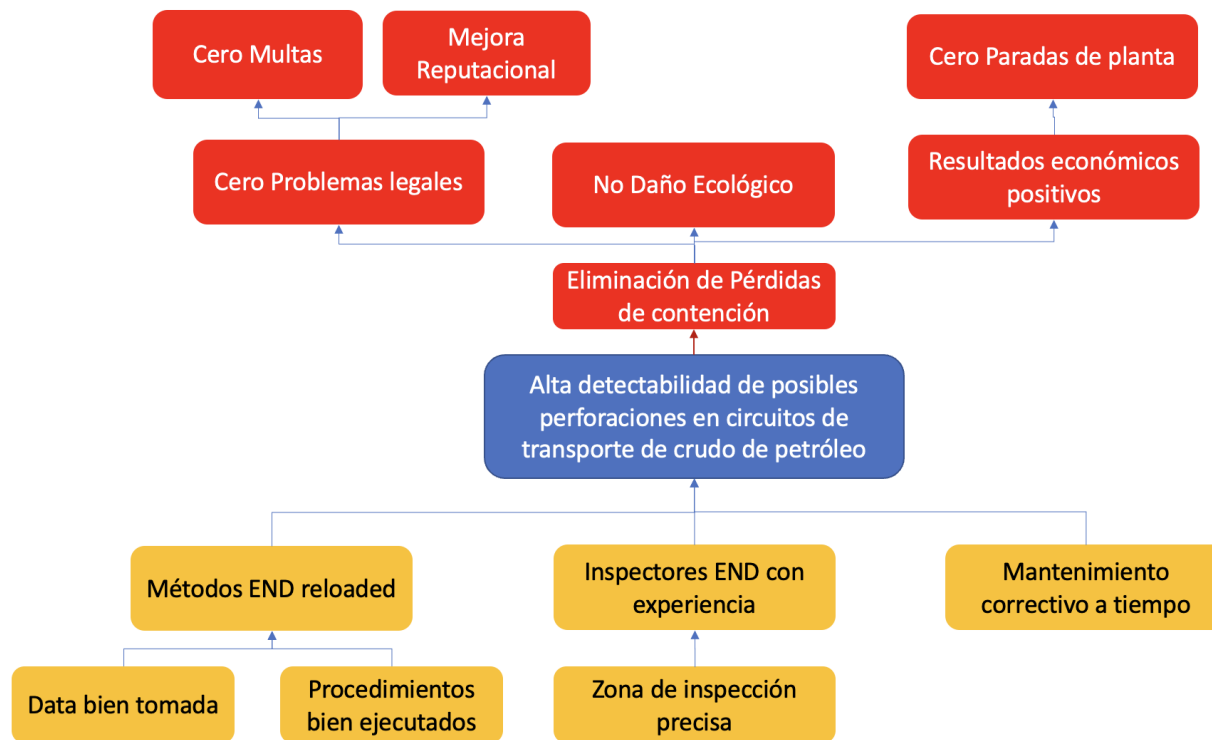 Cero Multas
Mejora
Reputacional
Cero Paradas de planta
Cero Problemas legales
No Daño Ecológico
Resultados económicos
positivos
Eliminación de Pérdidas
de contención
Alta detectabilidad de posibles
perforaciones en circuitos de
transporte de crudo de petróleo
Métodos END reloaded
Inspectores END con
experiencia
Mantenimiento
correctivo a tiempo
Data bien tomada
Procedimientos
bien ejecutados
Zona de inspección
precisa